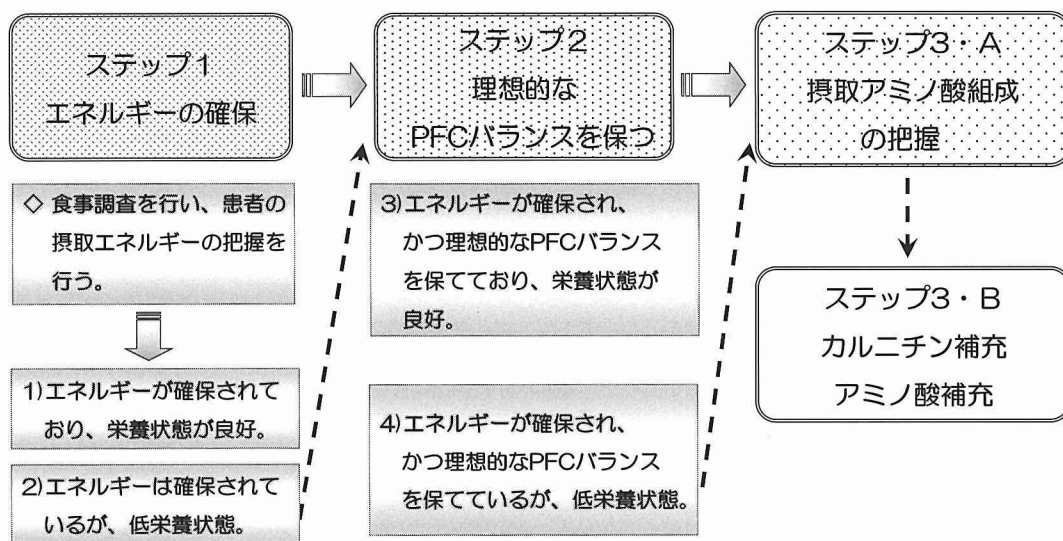 ステップ1
エネルギーの確保
◇ 食事調査を行い、患者の
摂取エネルギーの把握を
行う。
1)エネルギーが確保されて
おり、栄養状態が良好。
2)エネルギーは確保されて
いるが、低栄養状態。
ステップ2
理想的な
PFCバランスを保つ
3)エネルギーが確保され、
かつ理想的なPFCバランス
を保てており、栄養状態が
良好。
4)エネルギーが確保され、
かつ理想的なPFCバランス
を保てているが、低栄養状態。
ステップ3・A
摂取アミノ酸組成
の把握
ステップ3・B
カルニチン補充
アミノ酸補充